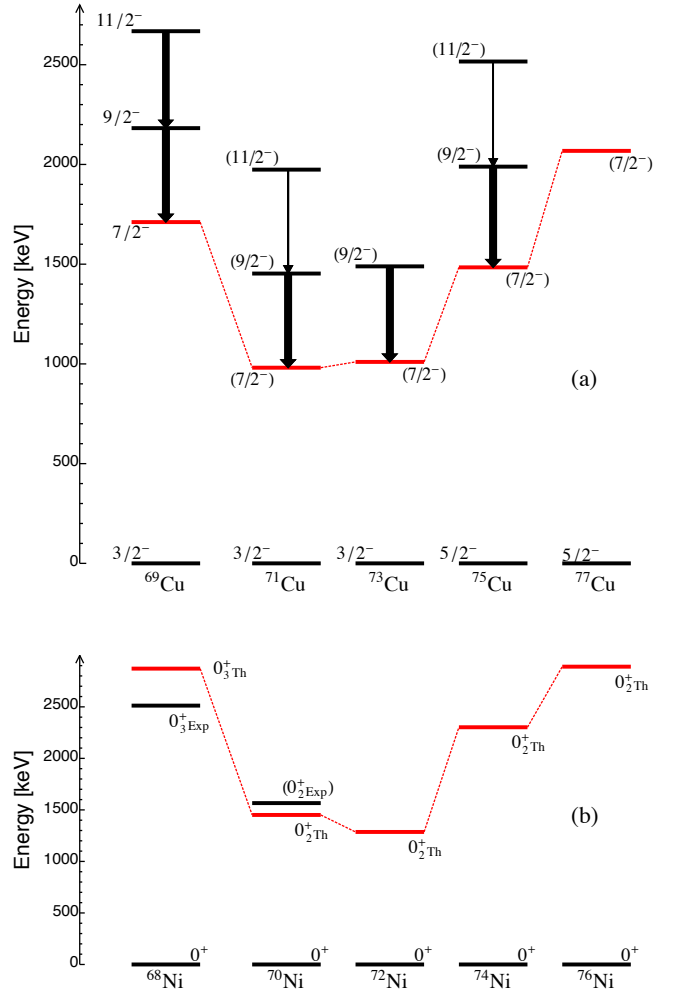 11/2⁻
2500
(11/2⁻)
9/2⁻
(9/2⁻)
2000
(11/2⁻)
(7/2⁻)
7/2⁻
1500
(9/2⁻)
(9/2⁻)
(7/2⁻)
1000
(7/2⁻)
(7/2⁻)
(a)
500
Energy [keV]
3/2⁻
3/2⁻
3/2⁻
5/2⁻
5/2⁻
0
⁶⁹Cu
⁷¹Cu
⁷³Cu
⁷⁵Cu
⁷⁷Cu
0⁺₃ Th
0⁺₂ Th
2500
0⁺₃ Exp
0⁺₂ Th
2000
(0⁺₂ Exp)
1500
0⁺₂ Th
0⁺₂ Th
(b)
1000
500
Energy [keV]
0⁺
0⁺
0⁺
0⁺
0⁺
0
⁶⁸Ni
⁷⁰Ni
⁷²Ni
⁷⁴Ni
⁷⁶Ni